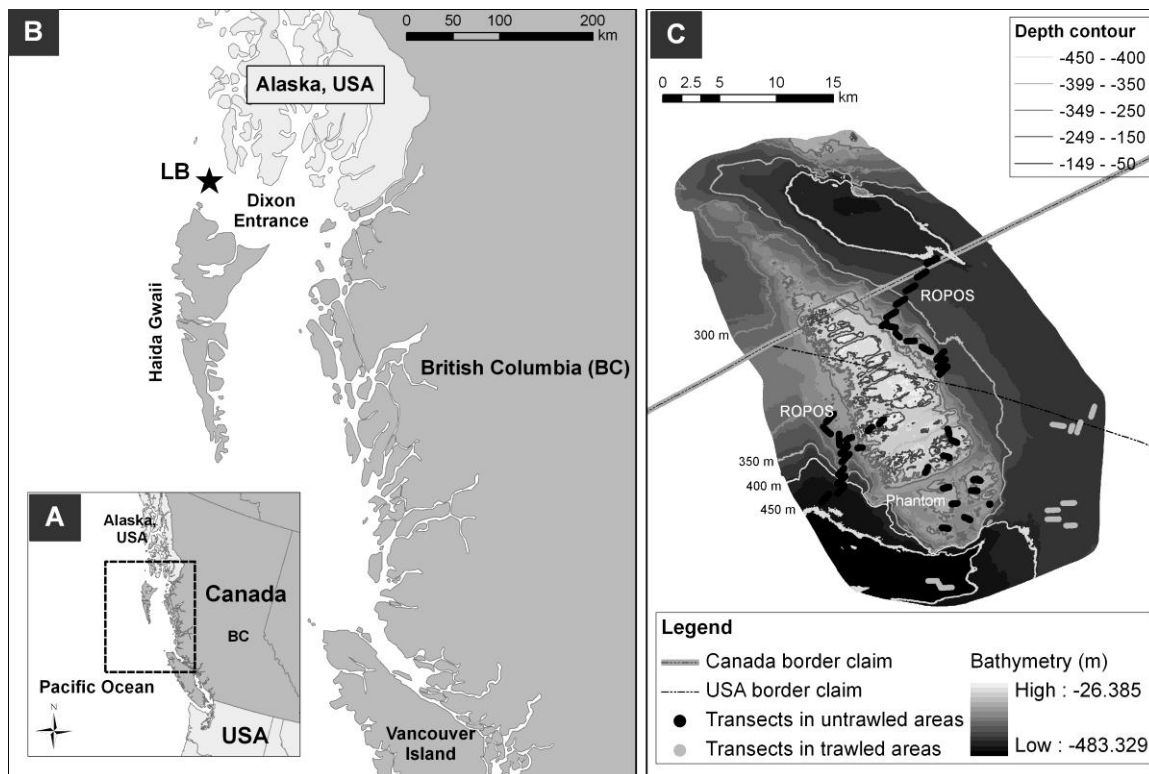 B
0 50 100 200
km
Alaska, USA
LB
Dixon
Entrance
Haida Gwaii
British Columbia (BC)
Vancouver
Island
A
Alaska,
USA
Canada
BC
Pacific Ocean
N
USA
C
0 2.5 5 10 15
km
Depth contour
-450 - -400
-399 - -350
-349 - -250
-249 - -150
-149 - -50
ROPOS
300 m
ROPOS
350 m
400 m
450 m
Phantom
Legend
Canada border claim
USA border claim
Transects in untrawled areas
Transects in trawled areas
Bathymetry (m)
High : -26.385
Low : -483.329